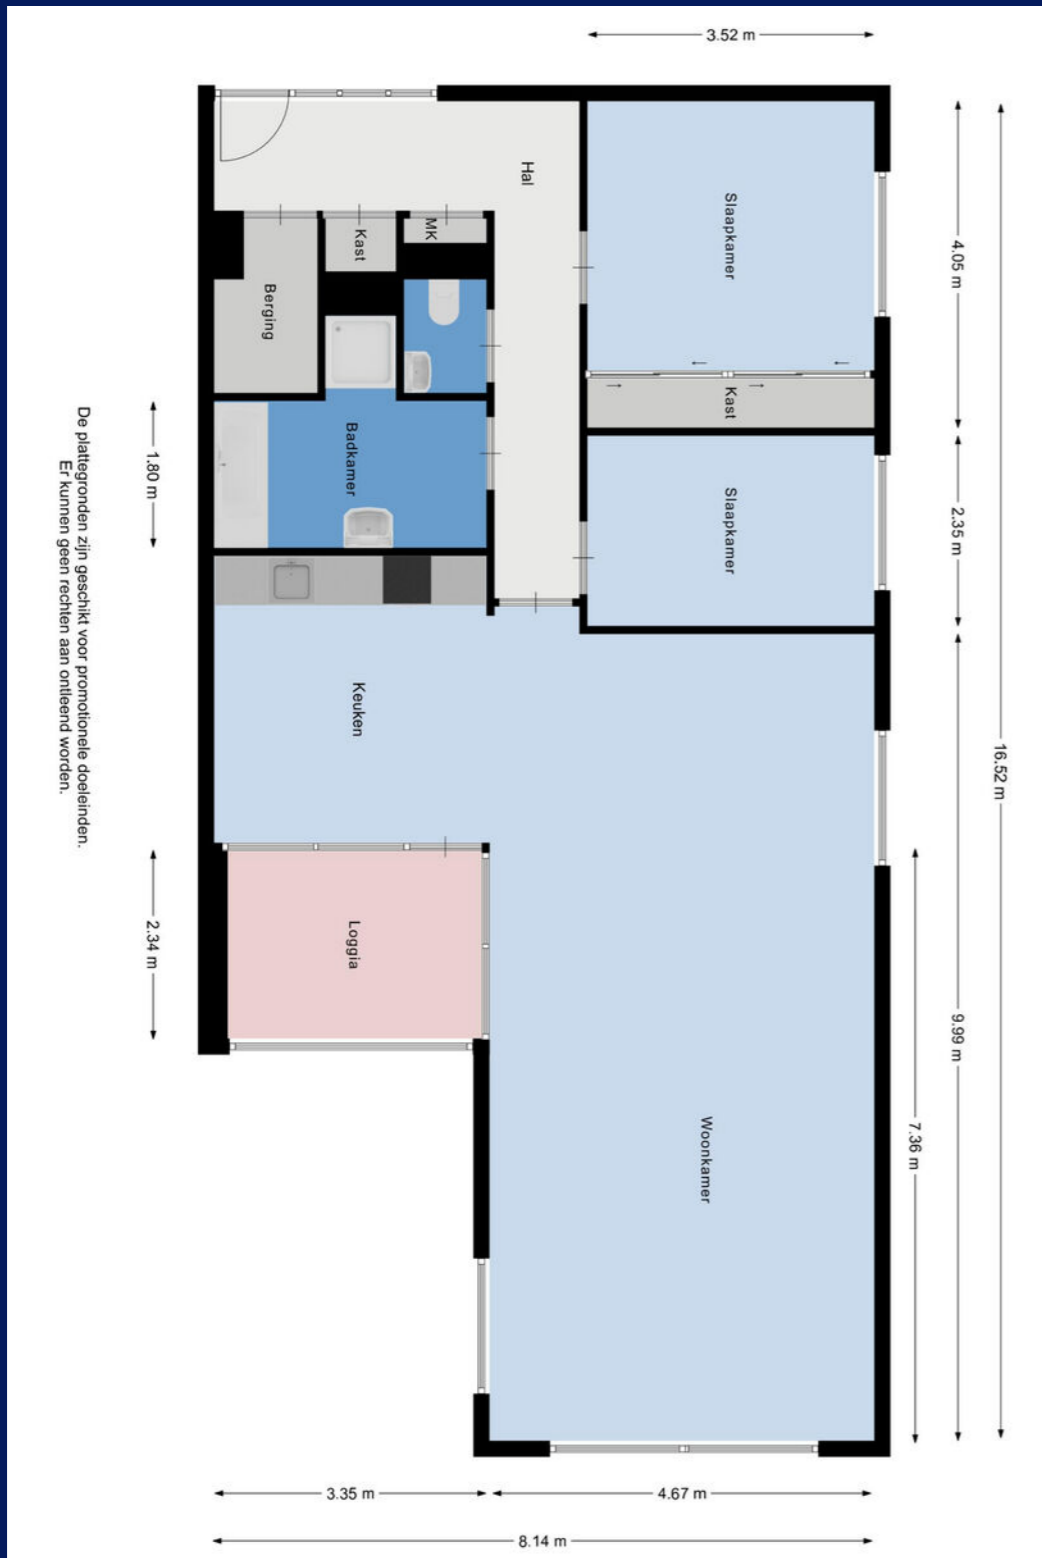 3.52 m
Hal
Slaapkamer
4.05 m
MK
Kast
Berging
Kast
Badkamer
1.80 m
Slaapkamer
2.35 m
16.52 m
De plattegronden zijn geschikt voor promotionele doeleinden.
Er kunnen geen rechten aan ontleend worden.
Keuken
Loggia
2.34 m
9.99 m
Woonkamer
7.36 m
3.35 m
4.67 m
8.14 m